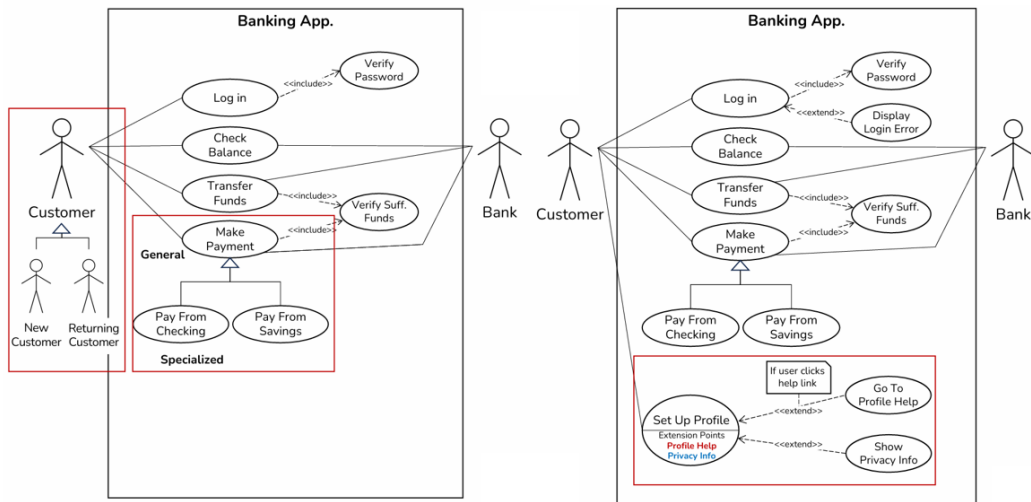 Banking App.
Verify
Password
<<include>>
Log in
Check
Balance
Transfer
Funds
<<include>>
Verify Suff.
Funds
Make
Payment
<<include>>
General
Pay From
Checking
Pay From
Savings
Specialized
Customer
New
Customer
Returning
Customer
Bank
Banking App.
Verify
Password
<<include>>
Log in
<<extend>>
Display
Login Error
Check
Balance
Transfer
Funds
<<include>>
Verify Suff.
Funds
Make
Payment
<<include>>
Pay From
Checking
Pay From
Savings
Customer
Bank
If user clicks
help link
Go To
Profile Help
<<extend>>
Set Up Profile
Extension Points
Profile Help
Privacy Info
<<extend>>
Show
Privacy Info